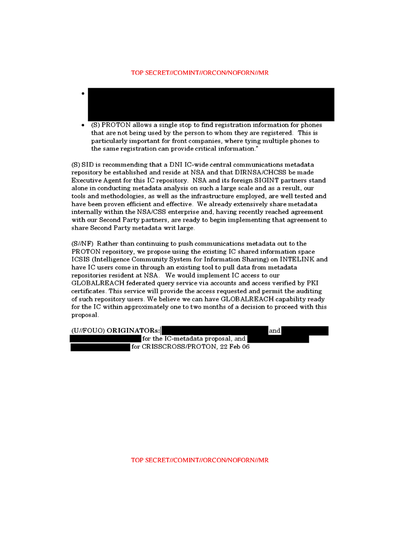 TOP SECRET//COMINT//ORCON/NOFORN//MR
•
• (S) PROTON allows a single stop to find registration information for phones
that are not being used by the person to whom they are registered. This is
particularly important for front companies, where tying multiple phones to
the same registration can provide critical information."
(S) SID is recommending that a DNI IC-wide central communications metadata
repository be established and reside at NSA and that DIRNSA/CHCSS be made
Executive Agent for this IC repository. NSA and its foreign SIGINT partners stand
alone in conducting metadata analysis on such a large scale and as a result, our
tools and methodologies, as well as the infrastructure employed, are well tested and
have been proven efficient and effective. We already extensively share metadata
internally within the NSA/CSS enterprise and, having recently reached agreement
with our Second Party partners, are ready to begin implementing that agreement to
share Second Party metadata writ large.
(S//NF) Rather than continuing to push communications metadata out to the
PROTON repository, we propose using the existing IC shared information space
ICSIS (Intelligence Community System for Information Sharing) on INTELINK and
have IC users come in through an existing tool to pull data from metadata
repositories resident at NSA. We would implement IC access to our
GLOBALREACH federated query service via accounts and access verified by PKI
certificates. This service will provide the access requested and permit the auditing
of such repository users. We believe we can have GLOBALREACH capability ready
for the IC within approximately one to two months of a decision to proceed with this
proposal.
(U//FOUO) ORIGINATORs: and
for the IC-metadata proposal, and
for CRISSCROSS/PROTON, 22 Feb 06
TOP SECRET//COMINT//ORCON/NOFORN//MR